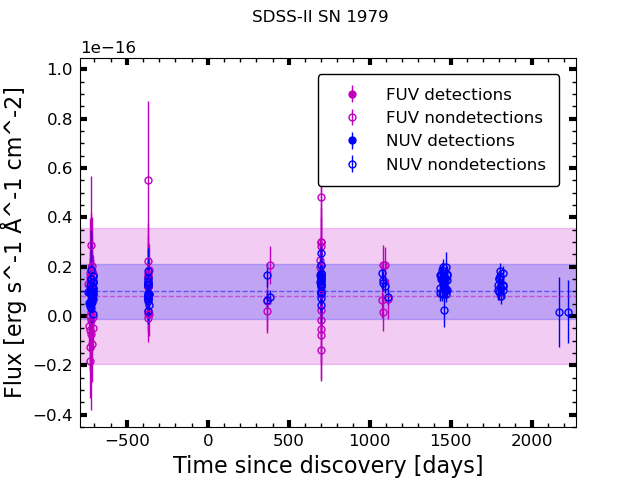 SDSS-II SN 1979
1e−16
FUV detections
FUV nondetections
NUV detections
NUV nondetections
1.0
0.8
0.6
0.4
0.2
0.0
−0.2
−0.4
Flux [erg s^-1 Å^-1 cm^-2]
−500 0 500 1000 1500 2000
Time since discovery [days]